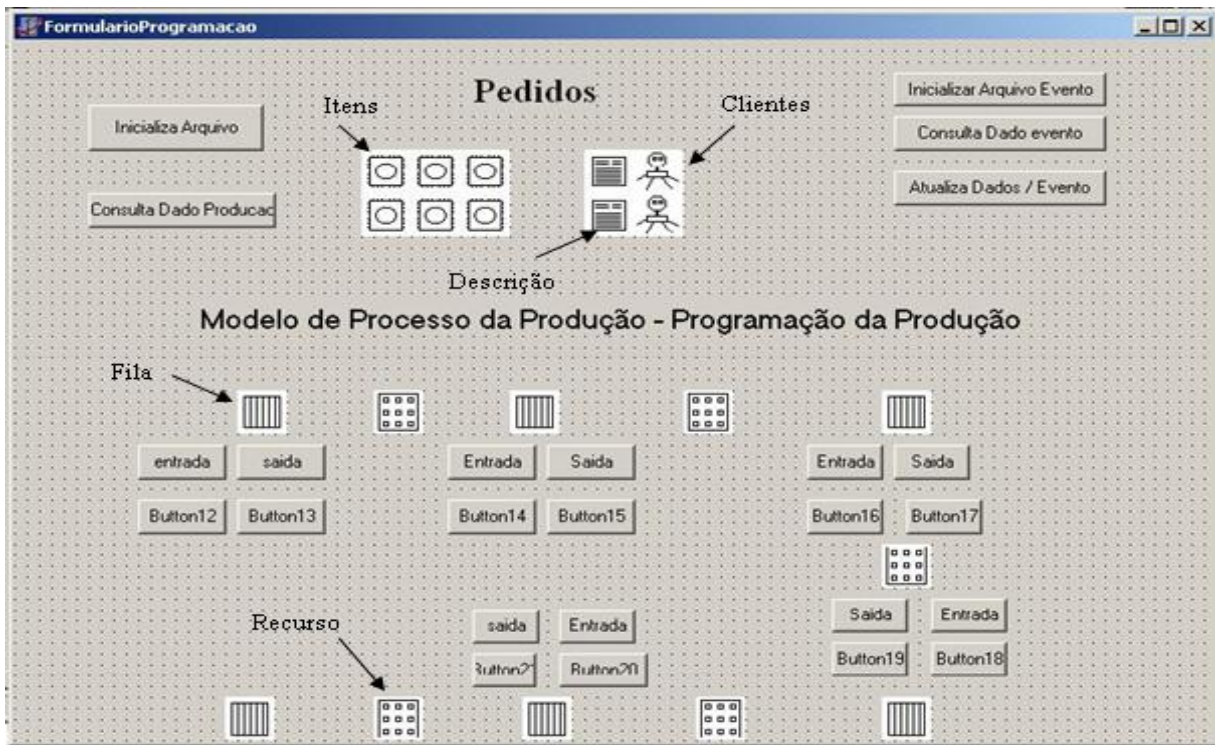 FormularioProgramacao
Pedidos
Inicializar Arquivo Evento
Itens
Clientes
Inicializa Arquivo
Consulta Dado evento
Atualiza Dados / Evento
Consulta Dado Producac
Descrição
Modelo de Processo da Produção - Programação da Produção
Fila
entrada saida Entrada Saida Entrada Saida
Button12 Button13 Button14 Button15 Button16 Button17
Recurso
saida Entrada Saida Entrada
Button20 Button19 Button18